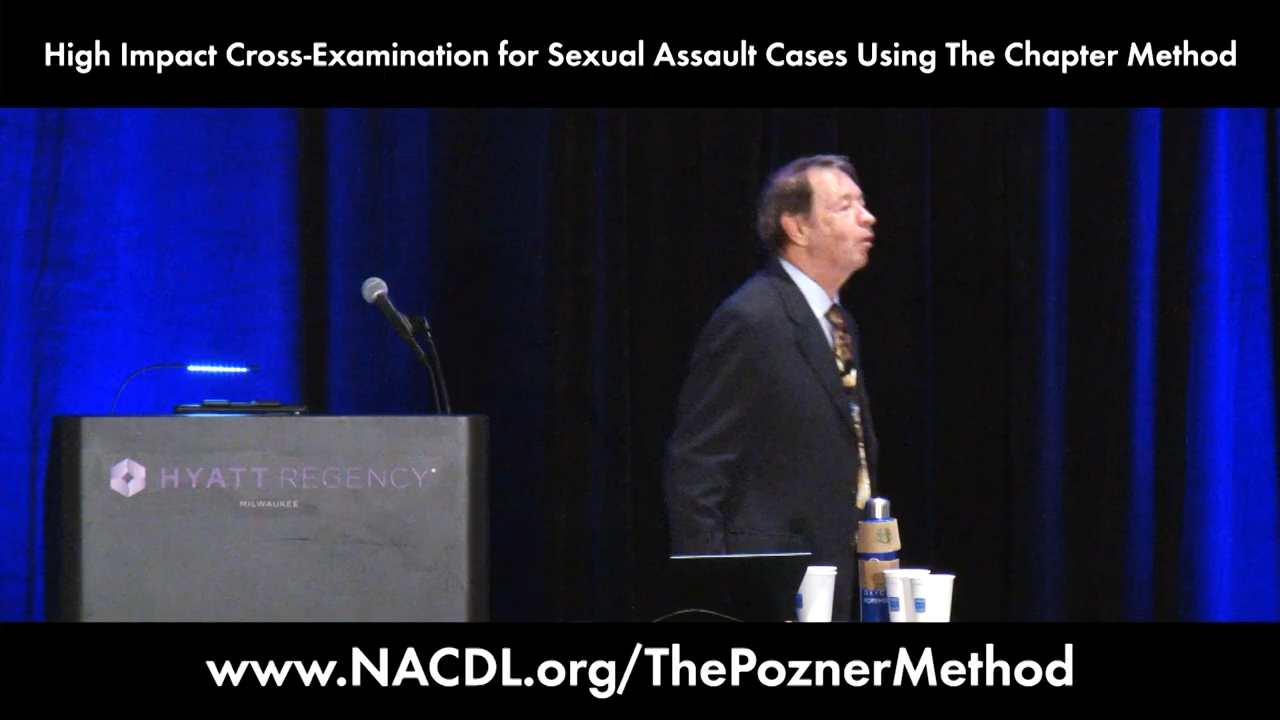 High Impact Cross-Examination for Sexual Assault Cases Using The Chapter Method
HYATT REGENCY
MILWAUKEE
www.NACDL.org/ThePoznerMethod